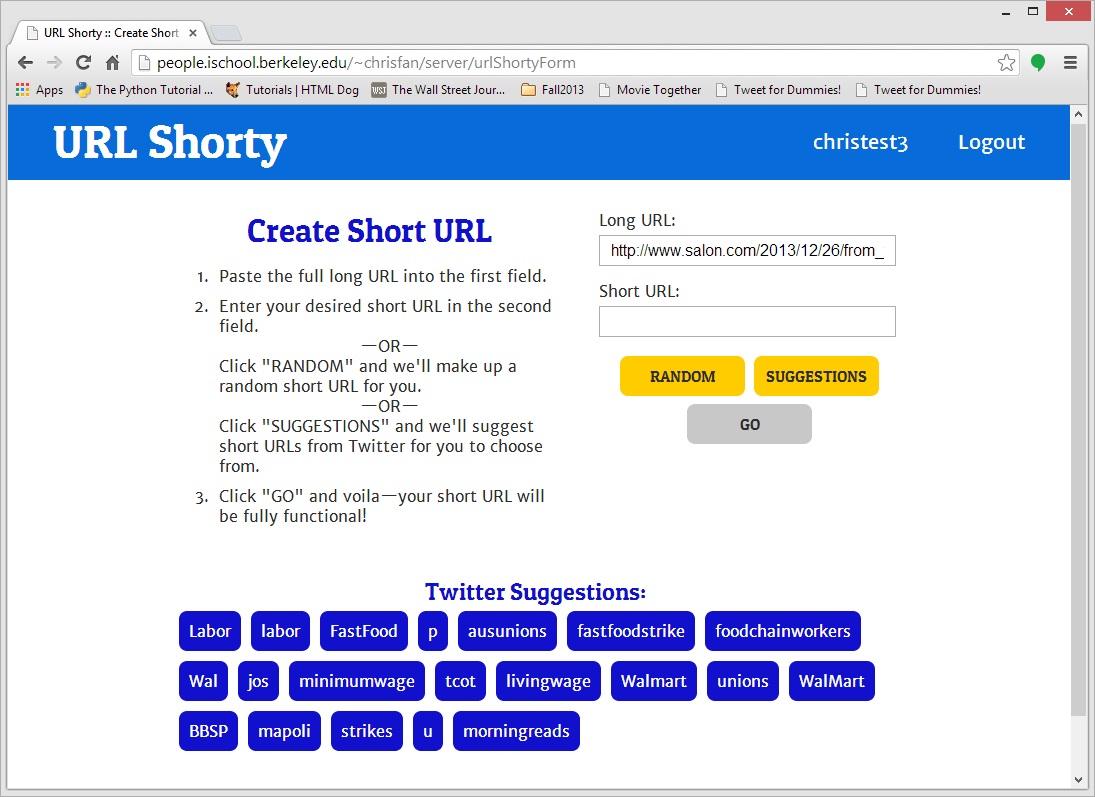 URL Shorty :: Create Short
people.ischool.berkeley.edu/~chrisfan/server/urlShortyForm
Apps The Python Tutorial ... Tutorials | HTML Dog WSJ The Wall Street Jour... Fall2013 Movie Together Tweet for Dummies! Tweet for Dummies!
URL Shorty christest3 Logout
Create Short URL
1. Paste the full long URL into the first field.
2. Enter your desired short URL in the second
field.
—OR—
Click "RANDOM" and we'll make up a
random short URL for you.
—OR—
Click "SUGGESTIONS" and we'll suggest
short URLs from Twitter for you to choose
from.
3. Click "GO" and voila—your short URL will
be fully functional!
Long URL:
http://www.salon.com/2013/12/26/from_
Short URL:
RANDOM SUGGESTIONS
GO
Twitter Suggestions:
Labor labor FastFood p ausunions fastfoodstrike foodchainworkers
Wal jos minimumwage tcot livingwage Walmart unions WalMart
BBSP mapoli strikes u morningreads